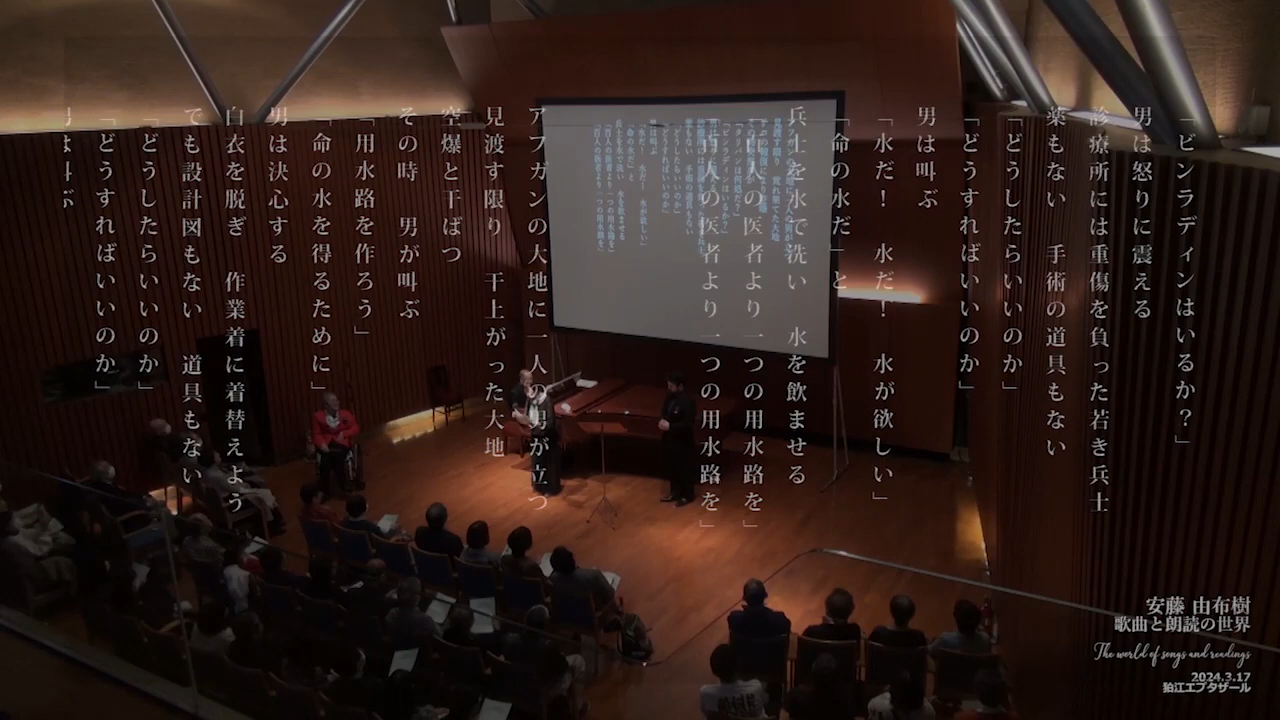 「ビンラディンはいるか?」
男は怒りに震える
診療所には重傷を負った若き兵士
薬もない 手術の道具もない
「どうしたらいいのか」
「どうすればいいのか」
男は叫ぶ
「水だ! 水だ! 水が欲しい」
「命の水だ」と
兵士を水で洗い 水を飲ませる
「百人の医者より一つの用水路を」
「百人の医者より一つの用水路を」
アフガンの大地に一人の男が立つ
見渡す限り 干上がった大地
空爆と干ばつ
その時 男が叫ぶ
「用水路を作ろう」
「命の水を得るために」
男は決心する
白衣を脱ぎ 作業着に着替えよう
でも設計図もない 道具もない
「どうしたらいいのか」
「どうすればいいのか」
安藤 由布樹
歌曲と朗読の世界
The world of songs and readings
2024.3.17
狛江エプタザール